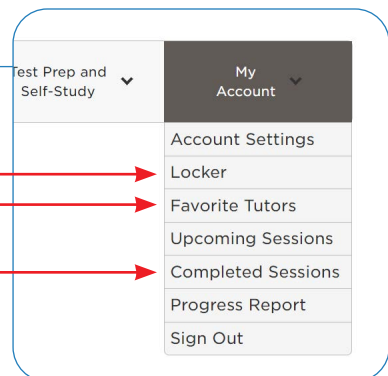 Test Prep and
Self-Study
My
Account
Account Settings
Locker
Favorite Tutors
Upcoming Sessions
Completed Sessions
Progress Report
Sign Out